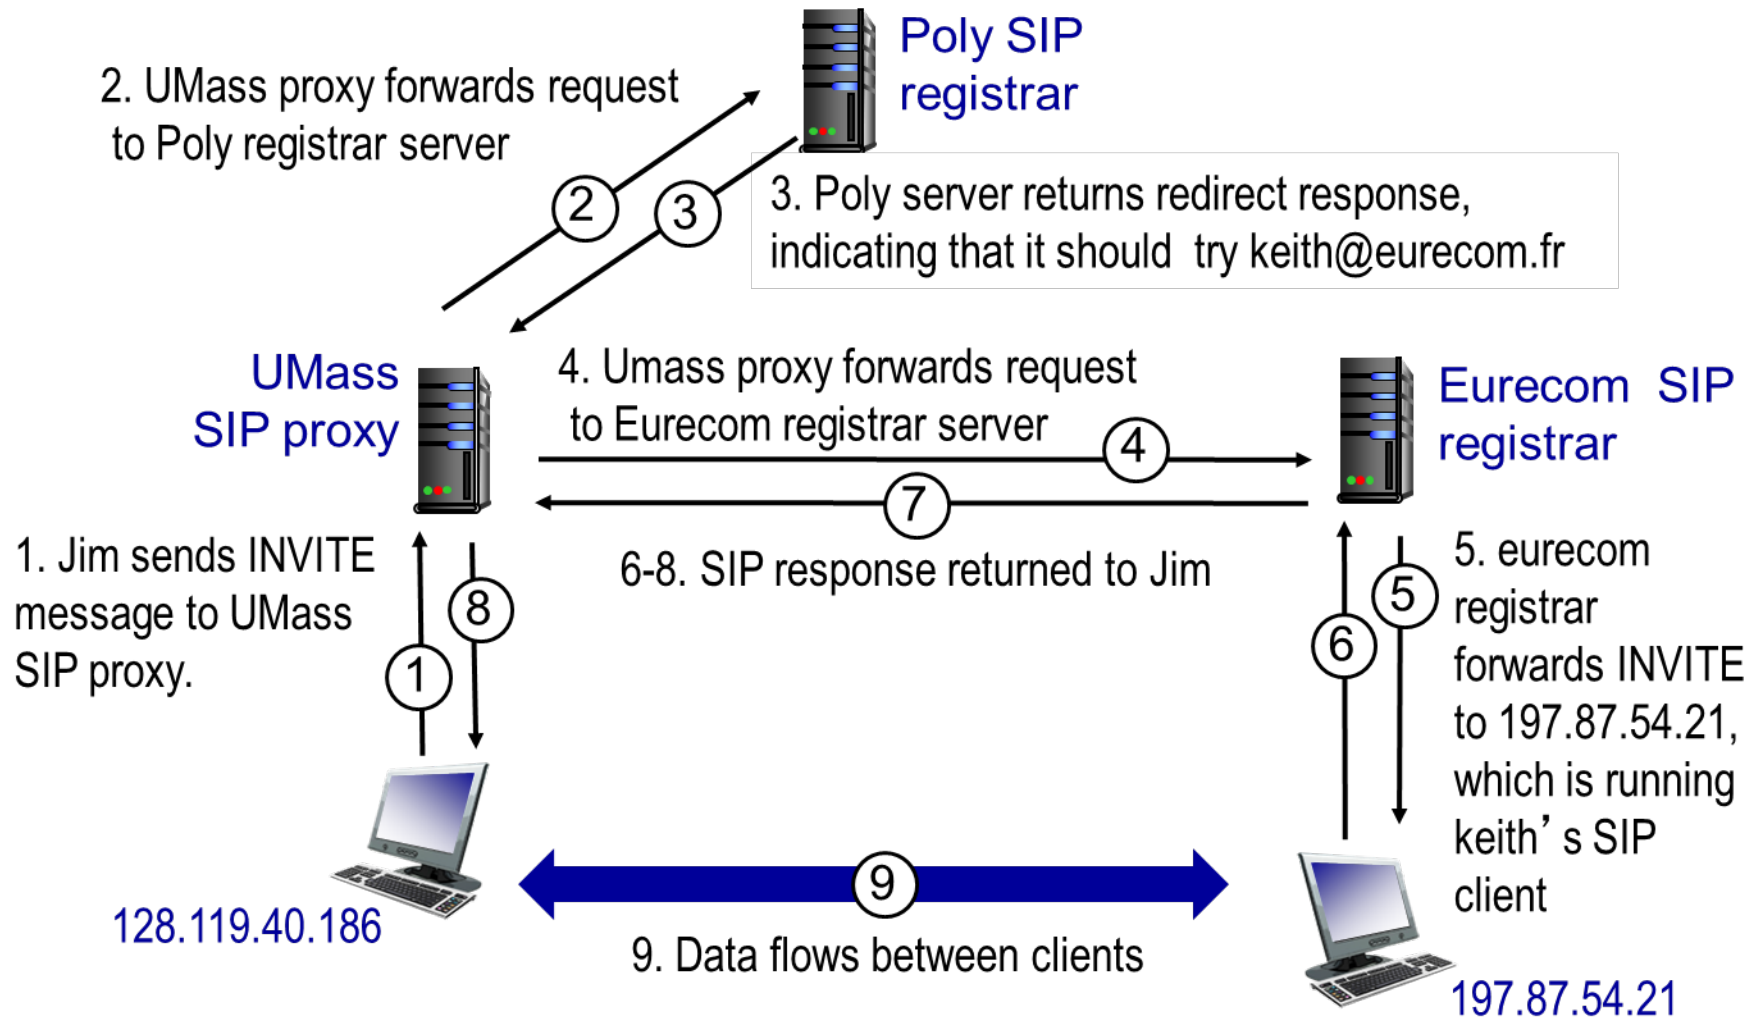 Poly SIP
registrar
2. UMass proxy forwards request
to Poly registrar server
2
3
3. Poly server returns redirect response,
indicating that it should try keith@eurecom.fr
UMass
SIP proxy
4. Umass proxy forwards request
to Eurecom registrar server
4
Eurecom SIP
registrar
7
1. Jim sends INVITE
message to UMass
SIP proxy.
8
1
6-8. SIP response returned to Jim
5
6
5. eurecom
registrar
forwards INVITE
to 197.87.54.21,
which is running
keith’ s SIP
client
9
128.119.40.186
9. Data flows between clients
197.87.54.21